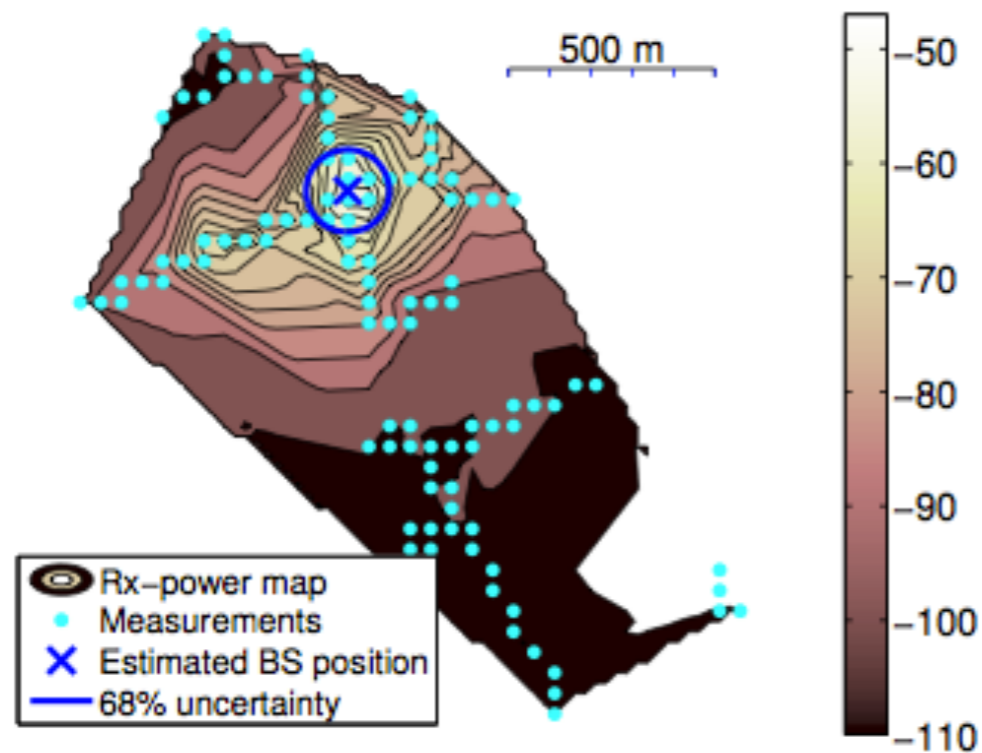 500 m
−50
−60
−70
−80
−90
−100
−110
Rx−power map
Measurements
Estimated BS position
68% uncertainty